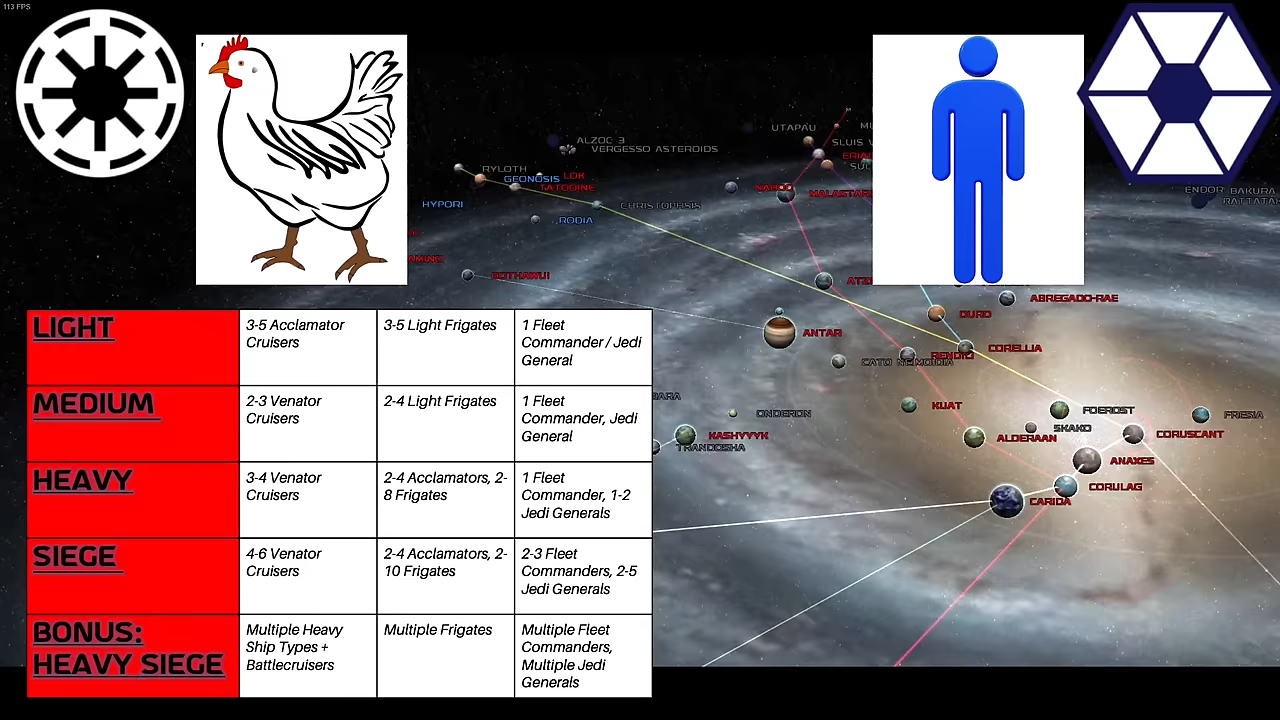 113 FPS
ALZOC 3
VERGESSO ASTEROIDS
UTAPAU
SLUIS V
RYLOTH
GEONOSIS
LOK
TATOOINE
NABOO
MALASTARE
ENDOR
BAKURA
RATTATAK
HYPORI
CHRISTOPHSIS
RODIA
BOTHAWUI
ABREGADO-RAE
DURO
ANTAR
CORELLIA
CATO NEIMOIDIA
KUAT
FOEROST
FRESIA
ONDERON
SKAKO
KASHYYYK
TRANDOSHA
ALDERAAN
CORUSCANT
ANAXES
CORULAG
CARIDA
LIGHT
3-5 Acclamator
Cruisers
3-5 Light Frigates
1 Fleet
Commander / Jedi
General
MEDIUM
2-3 Venator
Cruisers
2-4 Light Frigates
1 Fleet
Commander, Jedi
General
HEAVY
3-4 Venator
Cruisers
2-4 Acclamators, 2-
8 Frigates
1 Fleet
Commander, 1-2
Jedi Generals
SIEGE
4-6 Venator
Cruisers
2-4 Acclamators, 2-
10 Frigates
2-3 Fleet
Commanders, 2-5
Jedi Generals
BONUS:
HEAVY SIEGE
Multiple Heavy
Ship Types +
Battlecruisers
Multiple Frigates
Multiple Fleet
Commanders,
Multiple Jedi
Generals